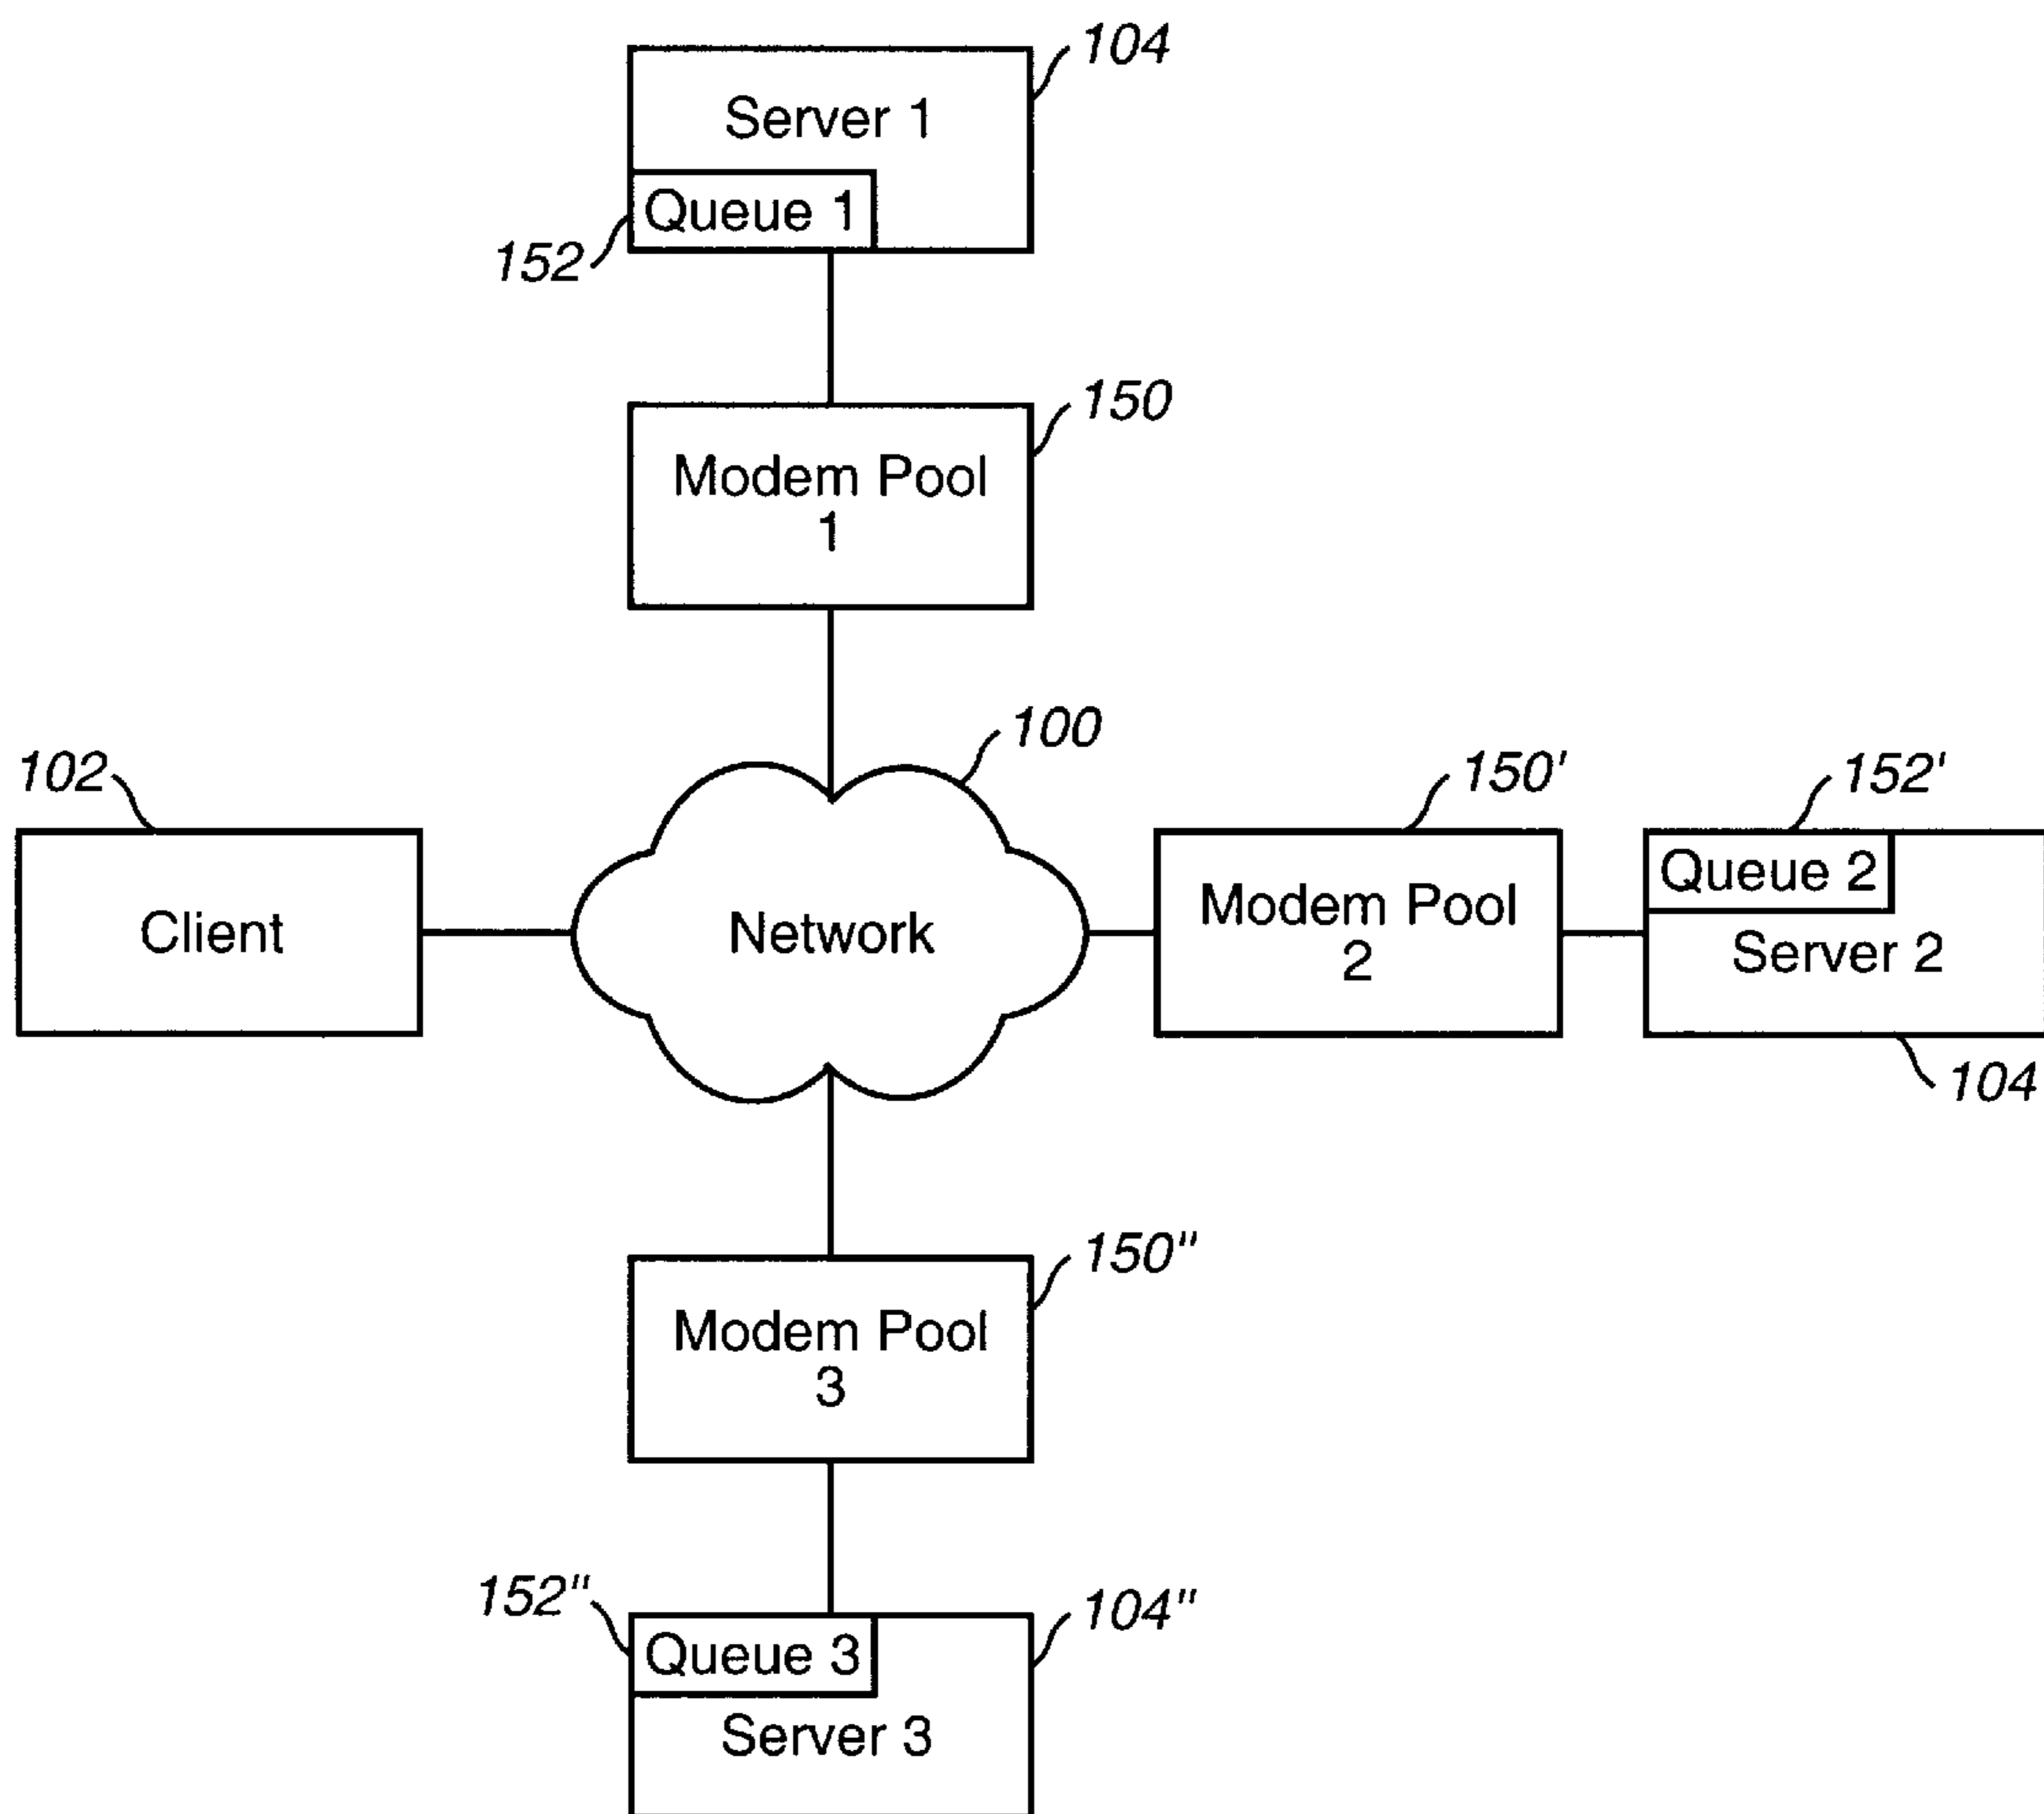 104
Server 1
Queue 1
152
150
Modem Pool
1
100
102
150'
152'
Client
Network
Modem Pool
2
Queue 2
Server 2
104
150"
Modem Pool
3
152"
104"
Queue 3
Server 3